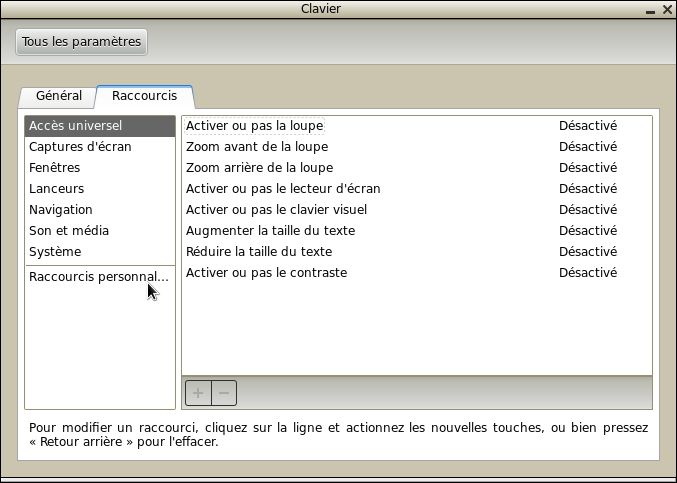 Clavier
Tous les paramètres
Général
Raccourcis
Accès universel
Captures d'écran
Fenêtres
Lanceurs
Navigation
Son et média
Système
Raccourcis personnal...
Activer ou pas la loupe Désactivé
Zoom avant de la loupe Désactivé
Zoom arrière de la loupe Désactivé
Activer ou pas le lecteur d'écran Désactivé
Activer ou pas le clavier visuel Désactivé
Augmenter la taille du texte Désactivé
Réduire la taille du texte Désactivé
Activer ou pas le contraste Désactivé
Pour modifier un raccourci, cliquez sur la ligne et actionnez les nouvelles touches, ou bien pressez
« Retour arrière » pour l'effacer.